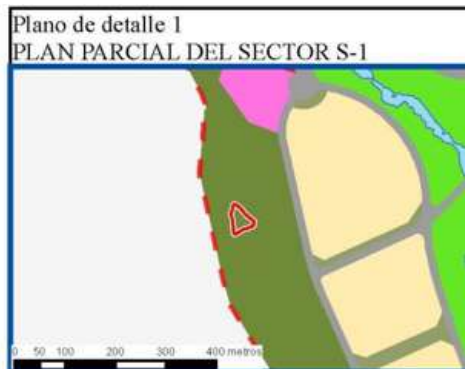 Plano de detalle 1
PLAN PARCIAL DEL SECTOR S-1
0 50 100 200 300 400 metros